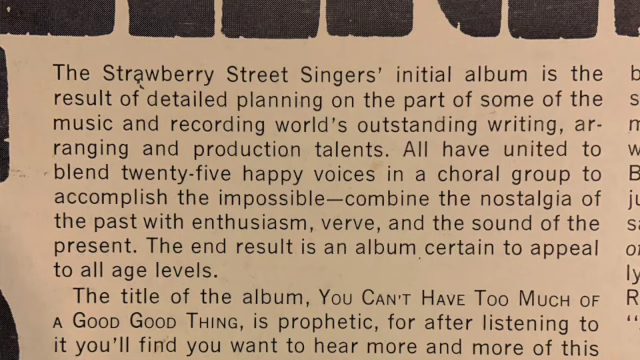 The Strawberry Street Singers' initial album is the
result of detailed planning on the part of some of the
music and recording world's outstanding writing, ar-
ranging and production talents. All have united to
blend twenty-five happy voices in a choral group to
accomplish the impossible—combine the nostalgia of
the past with enthusiasm, verve, and the sound of the
present. The end result is an album certain to appeal
to all age levels.
The title of the album, YOU CAN'T HAVE TOO MUCH OF
A GOOD GOOD THING, is prophetic, for after listening to
it you'll find you want to hear more and more of this